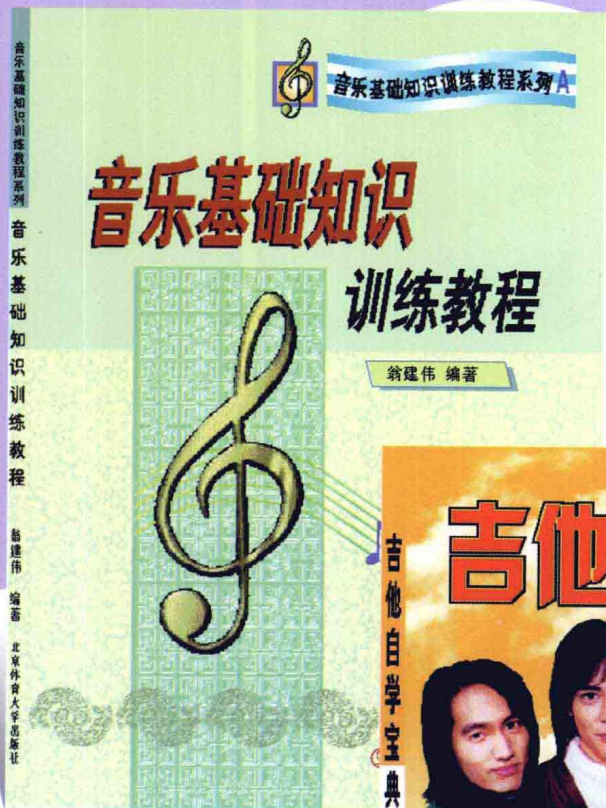 音乐基础知识训练教程系列
音乐基础知识训练教程
翁建伟 编著
北京体育大学出版社
音乐基础知识训练教程系列A
音乐基础知识
训练教程
翁建伟 编著
吉他自学宝典
吉他